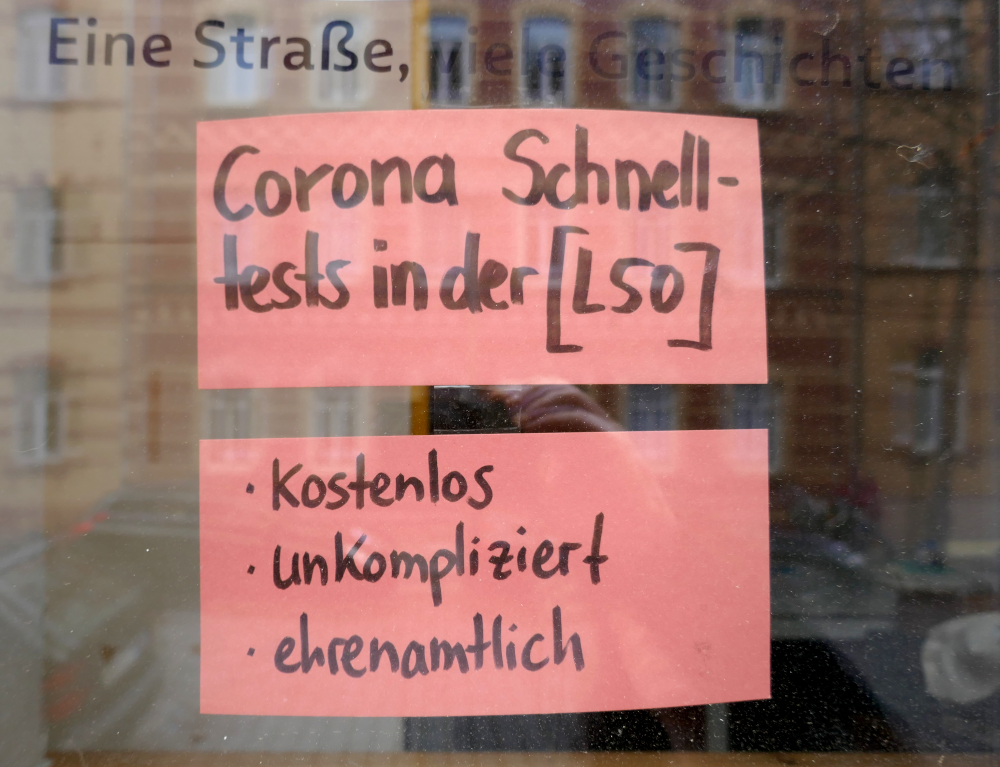 Eine Straße, viele Geschichten
Corona Schnell-
tests in der [L50]
· Kostenlos
· unkompliziert
· ehrenamtlich